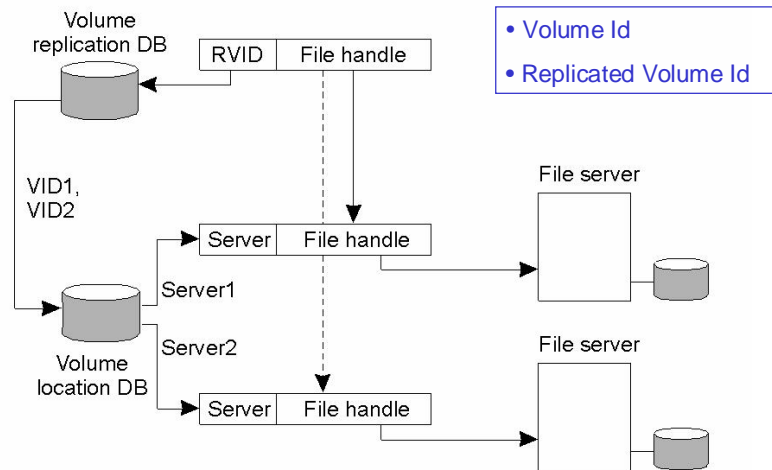 Volume
replication DB
RVID
File handle
• Volume Id
• Replicated Volume Id
VID1,
VID2
File server
Server
File handle
Server1
Server2
Volume
location DB
File server
Server
File handle